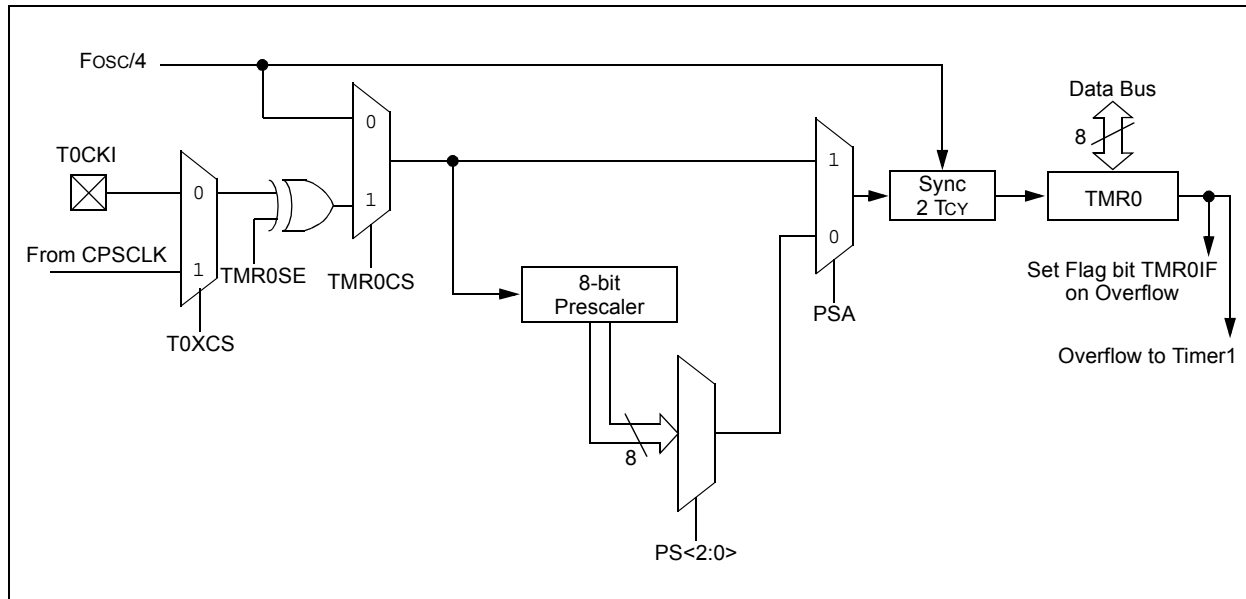 FOSC/4
Data Bus
8
T0CKI
0
1
0
1
Sync
2 TCY
TMR0
1
0
From CPSCLK
1
TMR0SE
TMR0CS
8-bit
Prescaler
PSA
Set Flag bit TMR0IF
on Overflow
T0XCS
Overflow to Timer1
8
PS<2:0>